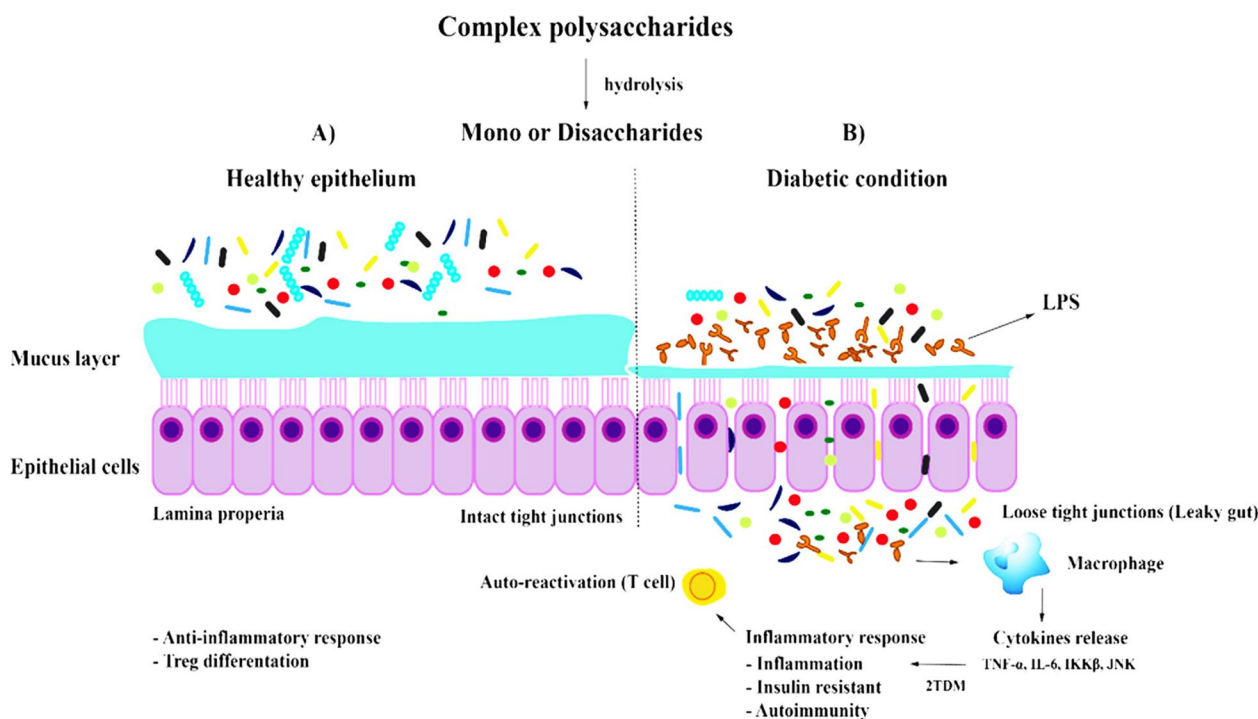 Complex polysaccharides
hydrolysis
A)
Mono or Disaccharides
B)
Healthy epithelium
Diabetic condition
LPS
Mucus layer
Epithelial cells
Lamina properia
Intact tight junctions
Loose tight junctions (Leaky gut)
Macrophage
Auto-reactivation (T cell)
- Anti-inflammatory response
- Treg differentation
Inflammatory response
- Inflammation
- Insulin resistant
- Autoimmunity
Cytokines release
TNF-α, IL-6, IKKβ, JNK
2TDM